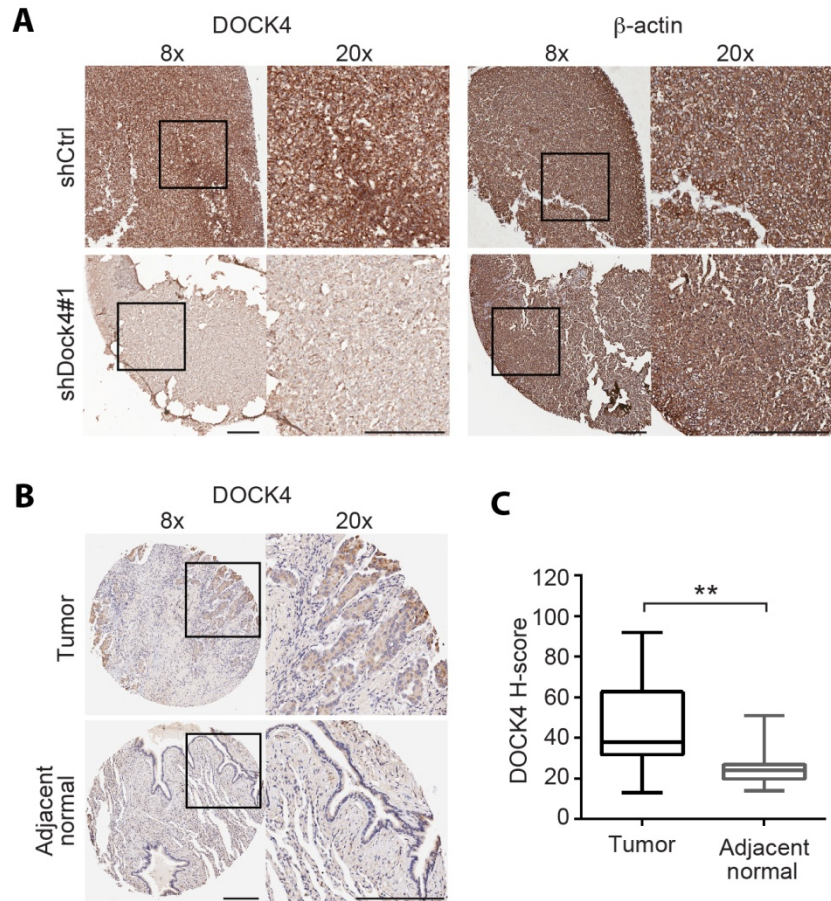 A
DOCK4
β-actin
8x 20x 8x 20x
shCtrl
shDock4#1
B
DOCK4
8x 20x
Tumor
Adjacent
normal
C
**
120
100
80
60
40
20
0
DOCK4 H-score
Tumor
Adjacent
normal